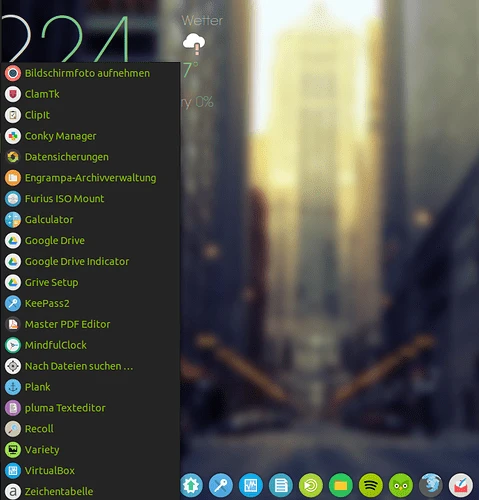 224
Wetter
7°
ry 0%
Bildschirmfoto aufnehmen
ClamTk
ClipIt
Conky Manager
Datensicherungen
Engrampa-Archivverwaltung
Furius ISO Mount
Galculator
Google Drive
Google Drive Indicator
Grive Setup
KeePass2
Master PDF Editor
MindfulClock
Nach Dateien suchen ...
Plank
pluma Texteditor
Recoll
Variety
VirtualBox
Zeichentabelle